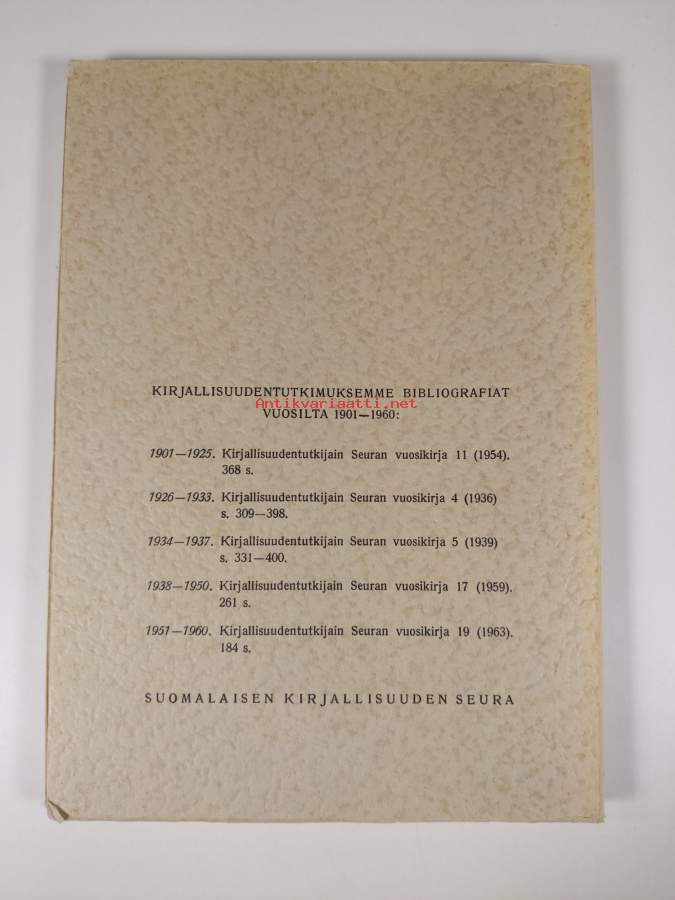 KIRJALLISUUDENTUTKIMUKSEMME BIBLIOGRAFIAT
Antikvariaatti.net
VUOSILTA 1901—1960:
1901—1925. Kirjallisuudentutkijain Seuran vuosikirja 11 (1954).
368 s.
1926—1933. Kirjallisuudentutkijain Seuran vuosikirja 4 (1936)
s. 309—398.
1934—1937. Kirjallisuudentutkijain Seuran vuosikirja 5 (1939)
s. 331—400.
1938—1950. Kirjallisuudentutkijain Seuran vuosikirja 17 (1959).
261 s.
1951—1960. Kirjallisuudentutkijain Seuran vuosikirja 19 (1963).
184 s.
SUOMALAISEN KIRJALLISUUDEN SEURA